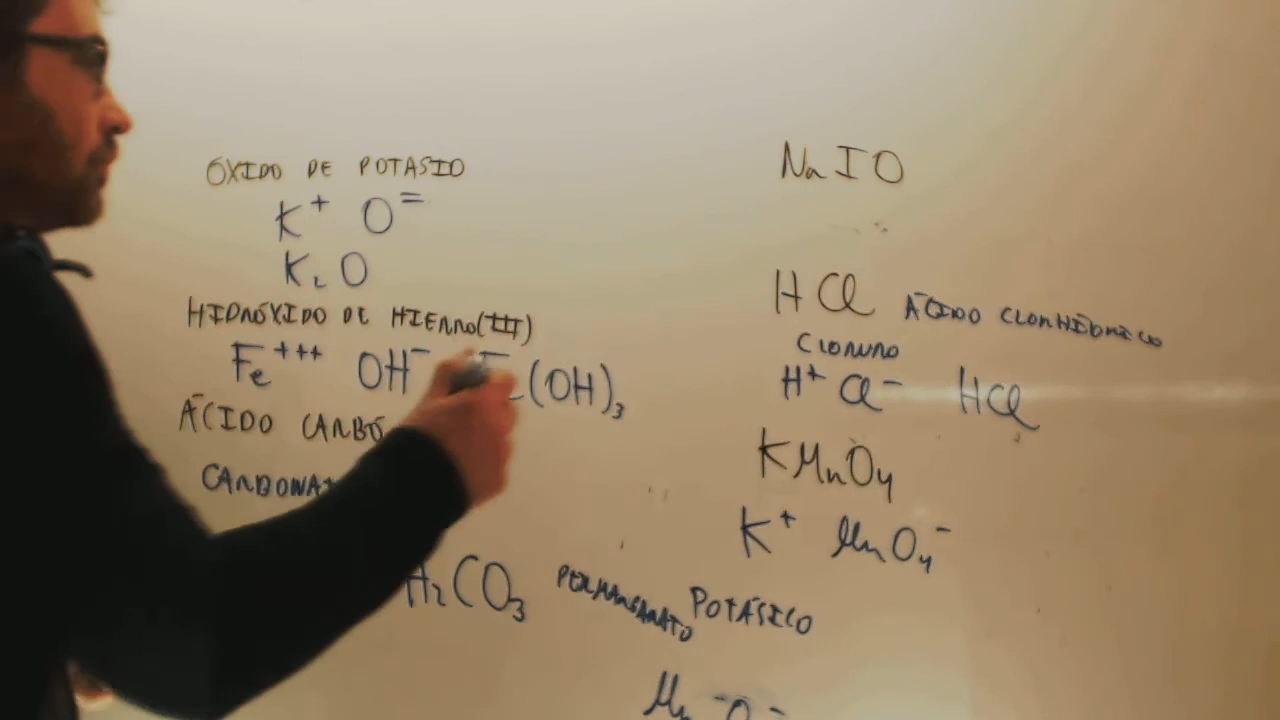 ÓXIDO DE POTASIO
K⁺ O⁼
K₂O
HIDRÓXIDO DE HIERRO(III)
Fe⁺⁺⁺ OH⁻ (OH)₃
ÁCIDO
H₂CO₃
NaIO
HCl ÁCIDO CLORHÍDRICO
CLORURO
H⁺ Cl⁻ HCl
KMnO₄
K⁺ MnO₄⁻
PERMANGANATO POTÁSICO
Mn O